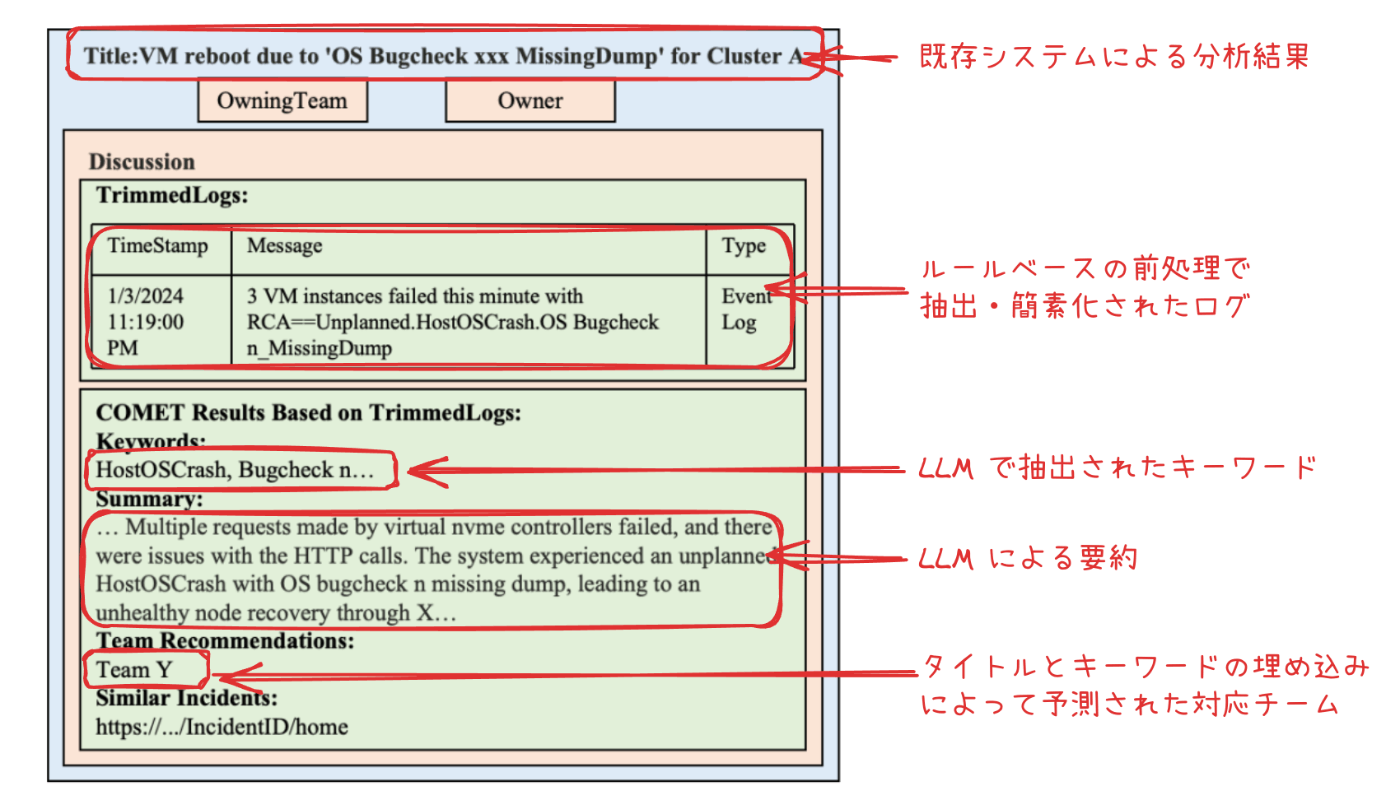 Title:VM reboot due to 'OS Bugcheck xxx MissingDump' for Cluster A
既存システムによる分析結果
OwningTeam
Owner
Discussion
TrimmedLogs:
TimeStamp
Message
Type
1/3/2024
11:19:00
PM
3 VM instances failed this minute with
RCA==Unplanned.HostOSCrash.OS Bugcheck
n_MissingDump
Event
Log
ルールベースの前処理で
抽出・簡素化されたログ
COMET Results Based on TrimmedLogs:
Keywords:
HostOSCrash, Bugcheck n…
LLM で抽出されたキーワード
Summary:
… Multiple requests made by virtual nvme controllers failed, and there
were issues with the HTTP calls. The system experienced an unplanned
HostOSCrash with OS bugcheck n missing dump, leading to an
unhealthy node recovery through X…
LLM による要約
Team Recommendations:
Team Y
タイトルとキーワードの埋め込み
によって予測された対応チーム
Similar Incidents:
https://.../IncidentID/home